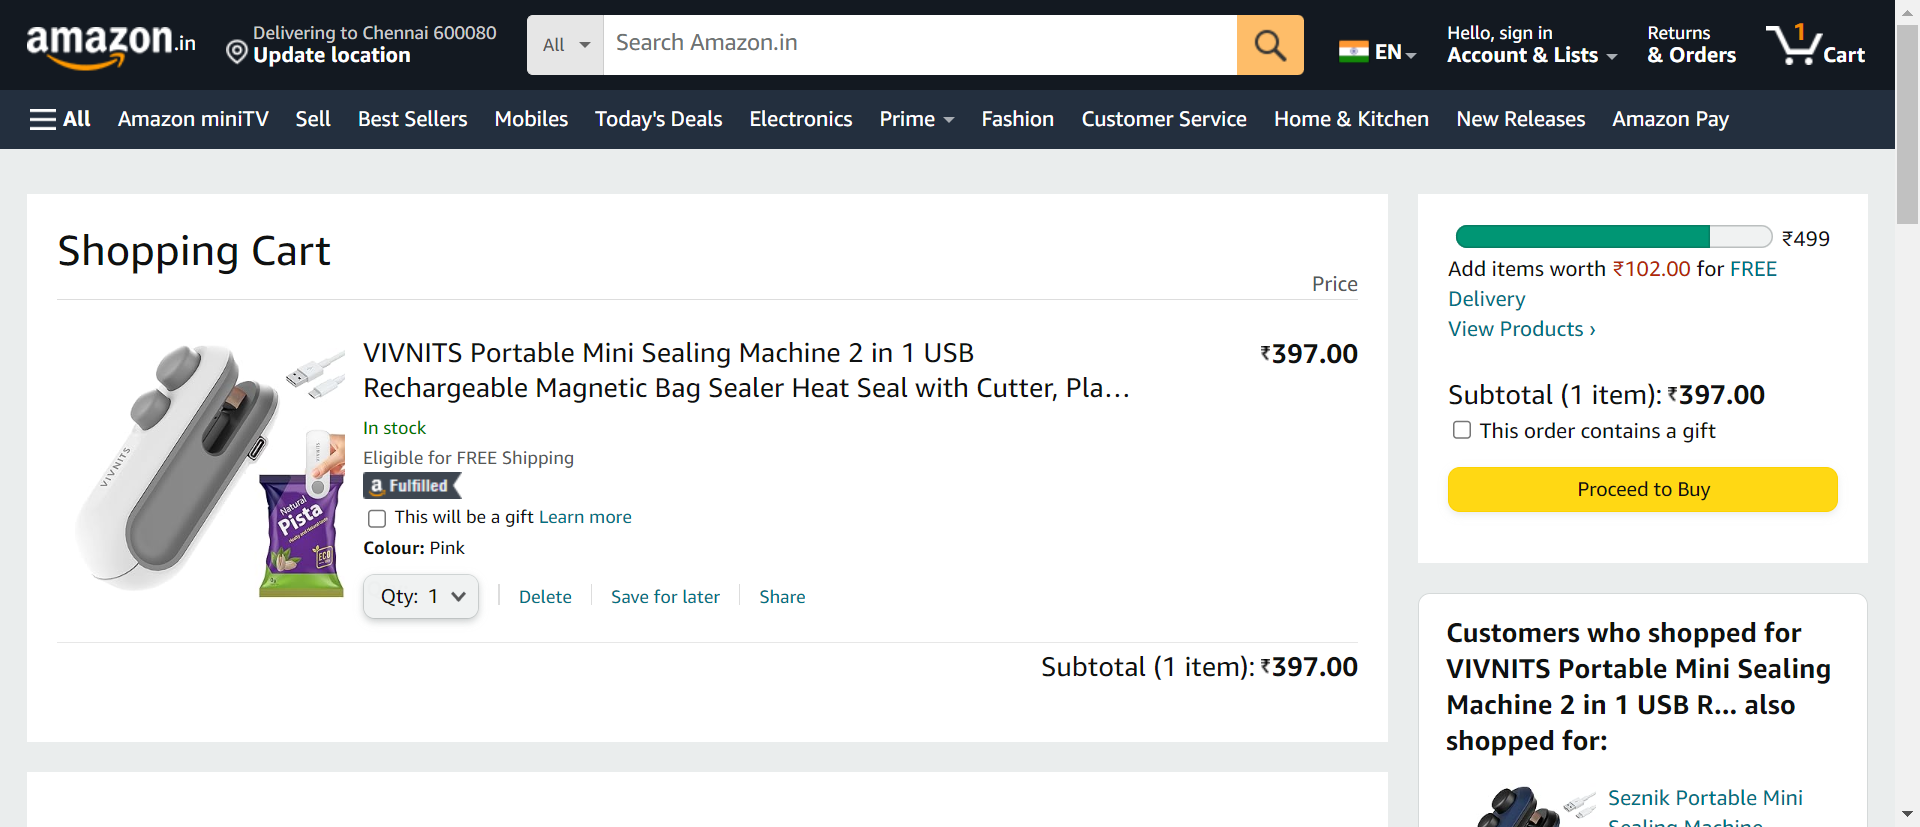 amazon.in
Delivering to Chennai 600080
Update location
All
Search Amazon.in
EN
Hello, sign in
Account & Lists
Returns
& Orders
1
Cart
All
Amazon miniTV
Sell
Best Sellers
Mobiles
Today's Deals
Electronics
Prime
Fashion
Customer Service
Home & Kitchen
New Releases
Amazon Pay
Shopping Cart
Price
VIVNITS Portable Mini Sealing Machine 2 in 1 USB
Rechargeable Magnetic Bag Sealer Heat Seal with Cutter, Pla...
₹397.00
In stock
Eligible for FREE Shipping
a Fulfilled
This will be a gift Learn more
Colour: Pink
Qty: 1
Delete
Save for later
Share
VIVNITS
VIVNITS
Natural
Pista
ECO
Subtotal (1 item): ₹397.00
₹499
Add items worth ₹102.00 for FREE
Delivery
View Products ›
Subtotal (1 item): ₹397.00
This order contains a gift
Proceed to Buy
Customers who shopped for
VIVNITS Portable Mini Sealing
Machine 2 in 1 USB R... also
shopped for:
Seznik Portable Mini
Sealing Machine